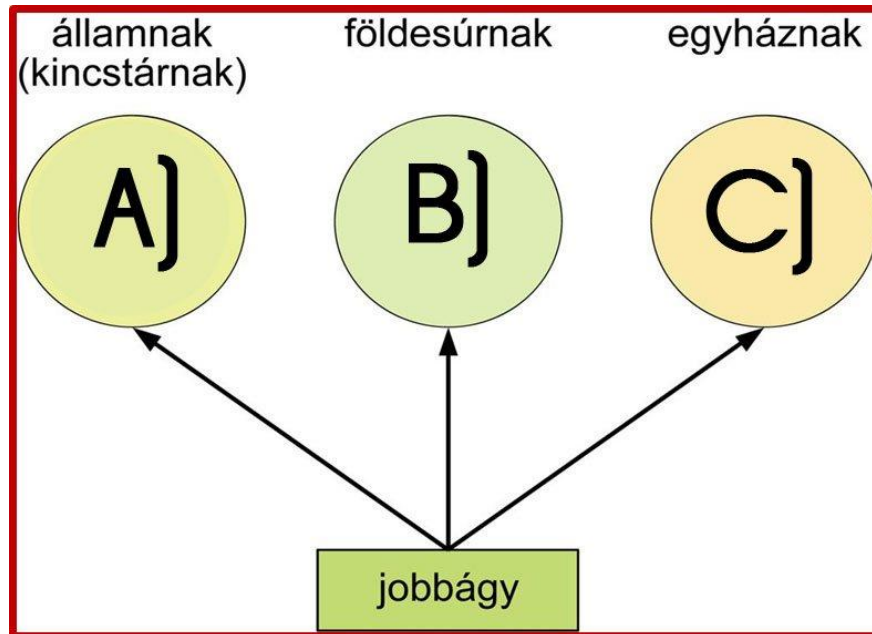 államnak
(kincstárnak)
földesúrnak
egyháznak
A)
B)
C)
jobbágy